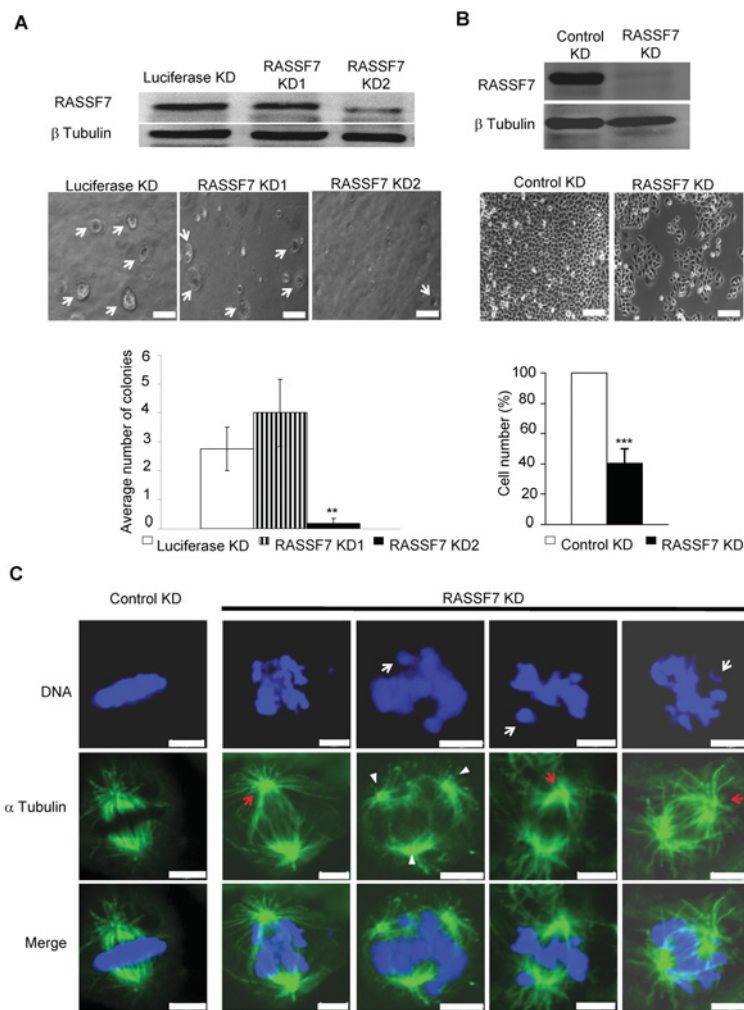 A
Luciferase KD
RASSF7
KD1
RASSF7
KD2
RASSF7
β Tubulin
Luciferase KD
RASSF7 KD1
RASSF7 KD2
Average number of colonies
6
5
4
3
2
1
0
**
Luciferase KD
RASSF7 KD1
RASSF7 KD2
B
Control
KD
RASSF7
KD
RASSF7
β Tubulin
Control KD
RASSF7 KD
Cell number (%)
100
80
60
40
20
0
***
Control KD
RASSF7 KD
C
Control KD
RASSF7 KD
DNA
α Tubulin
Merge